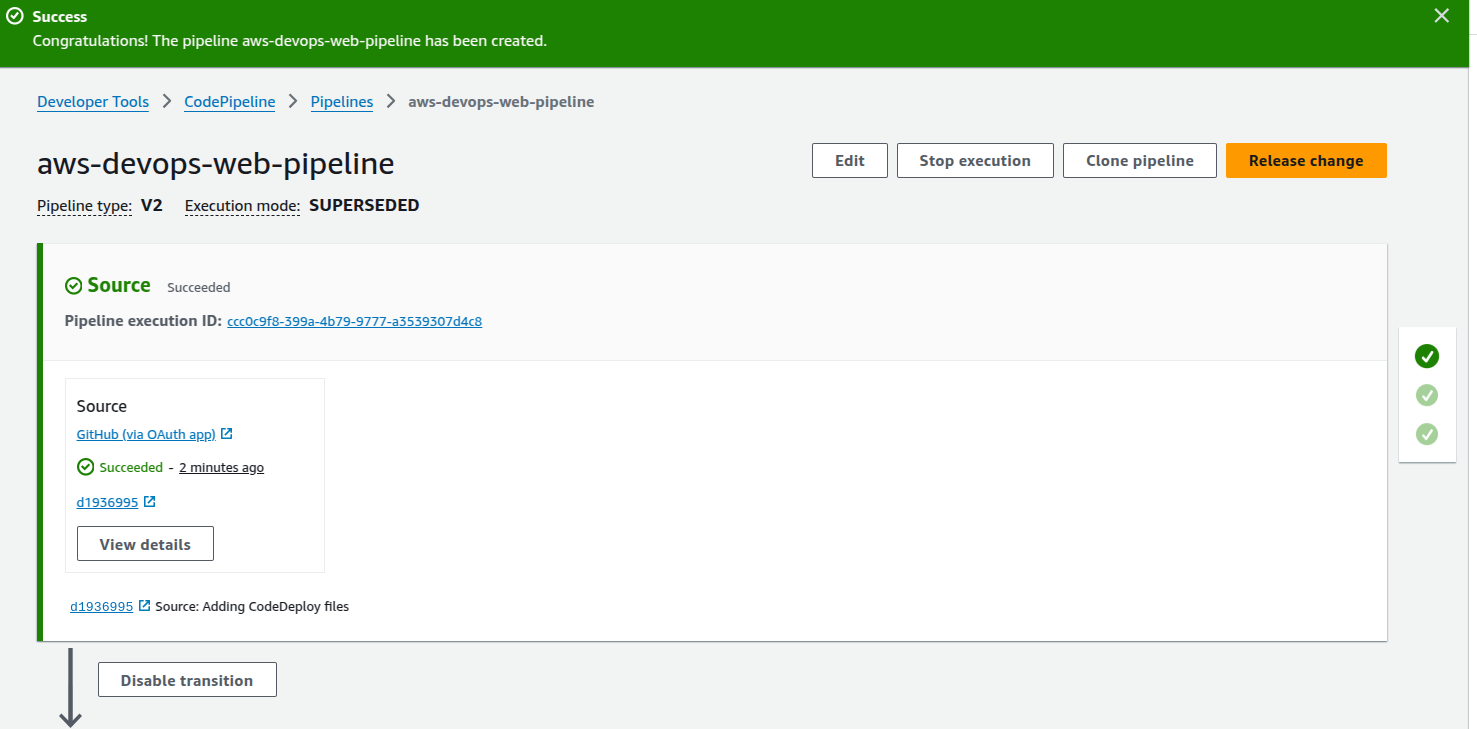 Success
Congratulations! The pipeline aws-devops-web-pipeline has been created.
Developer Tools > CodePipeline > Pipelines > aws-devops-web-pipeline
aws-devops-web-pipeline
Edit
Stop execution
Clone pipeline
Release change
Pipeline type: V2 Execution mode: SUPERSEDED
Source Succeeded
Pipeline execution ID: ccc0c9f8-399a-4b79-9777-a3539307d4c8
Source
GitHub (via OAuth app)
Succeeded - 2 minutes ago
d1936995
View details
d1936995 Source: Adding CodeDeploy files
Disable transition